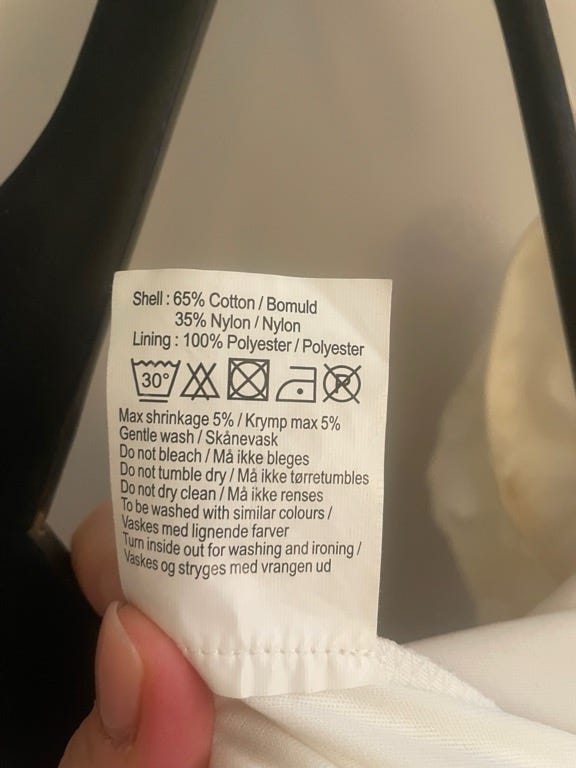 Shell : 65% Cotton / Bomuld
35% Nylon / Nylon
Lining : 100% Polyester / Polyester
30° P
Max shrinkage 5% / Krymp max 5%
Gentle wash / Skånevask
Do not bleach / Må ikke bleges
Do not tumble dry / Må ikke tørretumbles
Do not dry clean / Må ikke renses
To be washed with similar colours /
Vaskes med lignende farver
Turn inside out for washing and ironing /
Vaskes og stryges med vrangen ud